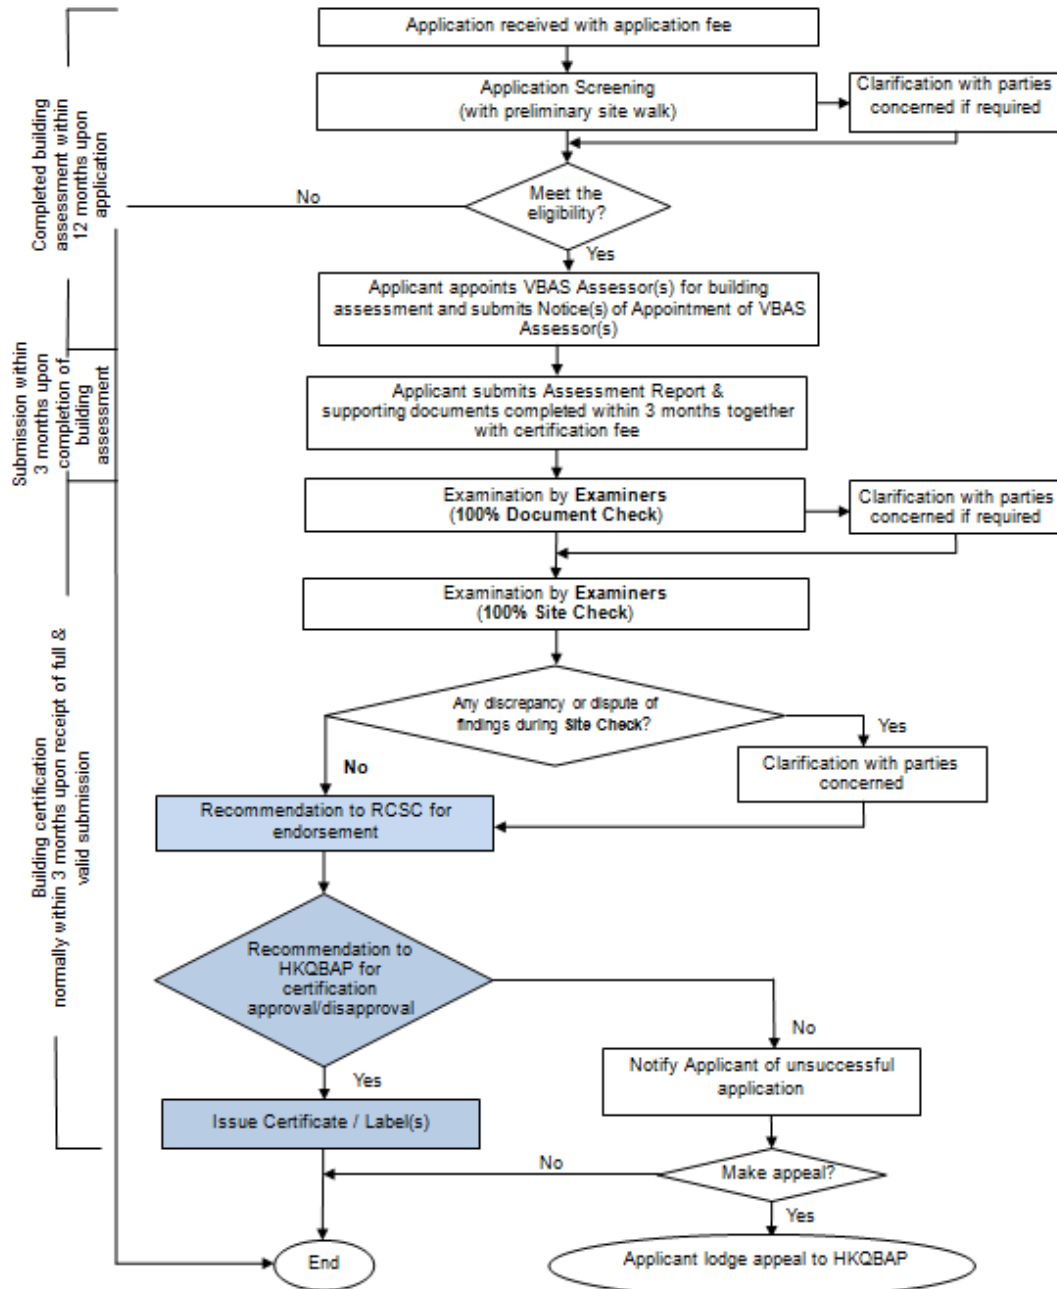 Application received with application fee
Application Screening
(with preliminary site walk)
Clarification with parties
concerned if required
Completed building
assessment within
12 months upon
application
Meet the
eligibility?
No
Yes
Applicant appoints VBAS Assessor(s) for building
assessment and submits Notice(s) of Appointment of VBAS
Assessor(s)
Submission within
3 months upon
completion of
building
assessment
Applicant submits Assessment Report &
supporting documents completed within 3 months together
with certification fee
Examination by Examiners
(100% Document Check)
Clarification with parties
concerned if required
Examination by Examiners
(100% Site Check)
Building certification
normally within 3 months upon receipt of full &
valid submission
Any discrepancy or dispute of
findings during Site Check?
Yes
No
Clarification with parties
concerned
Recommendation to RCSC for
endorsement
Recommendation to
HKQBAP for
certification
approval/disapproval
No
Yes
Notify Applicant of unsuccessful
application
Issue Certificate / Label(s)
No
Make appeal?
Yes
End
Applicant lodge appeal to HKQBAP